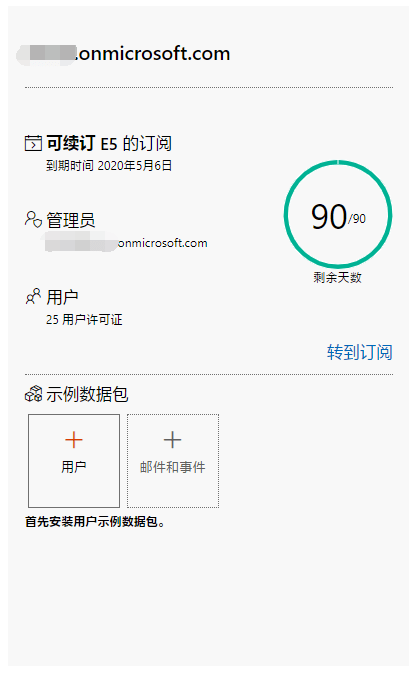 .onmicrosoft.com
可续订 E5 的订阅
到期时间 2020年5月6日
90/90
剩余天数
管理员
onmicrosoft.com
用户
25 用户许可证
转到订阅
示例数据包
用户
邮件和事件
首先安装用户示例数据包。